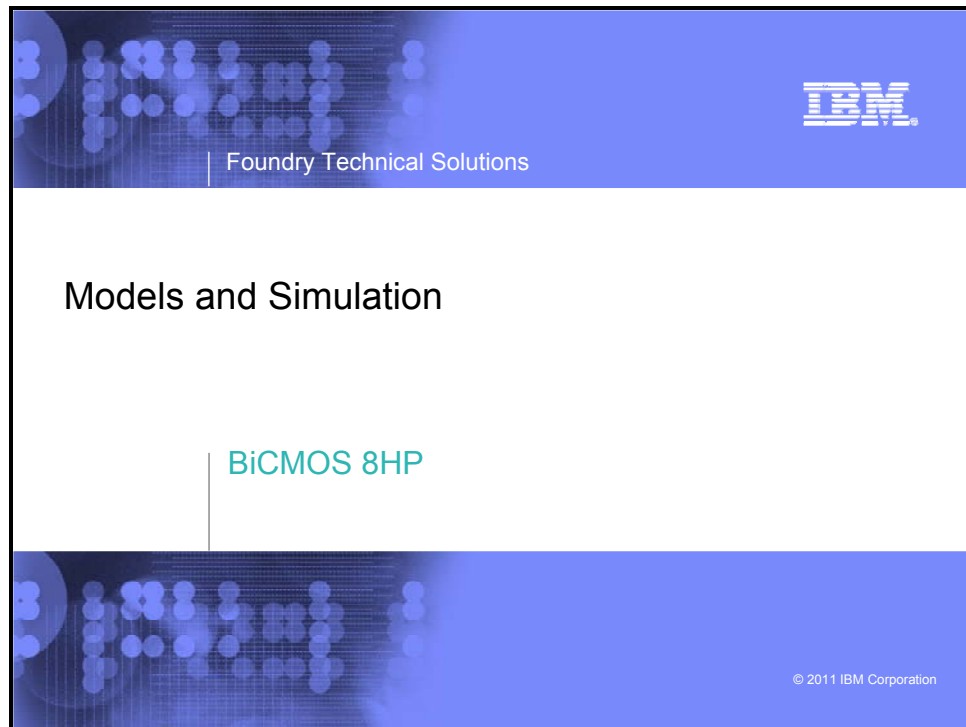 IBM
Foundry Technical Solutions
Models and Simulation
BiCMOS 8HP
© 2011 IBM Corporation